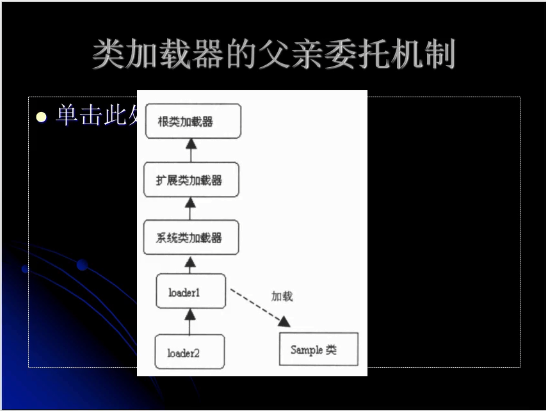 类加载器的父亲委托机制
单击此处
根类加载器
扩展类加载器
系统类加载器
loader1
加载
loader2
Sample 类